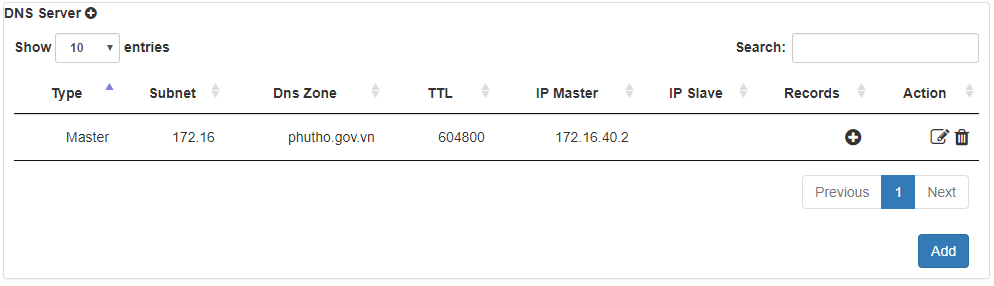 DNS Server
Show 10 entries Search:
Type Subnet Dns Zone TTL IP Master IP Slave Records Action
Master 172.16 phutho.gov.vn 604800 172.16.40.2
Previous 1 Next
Add